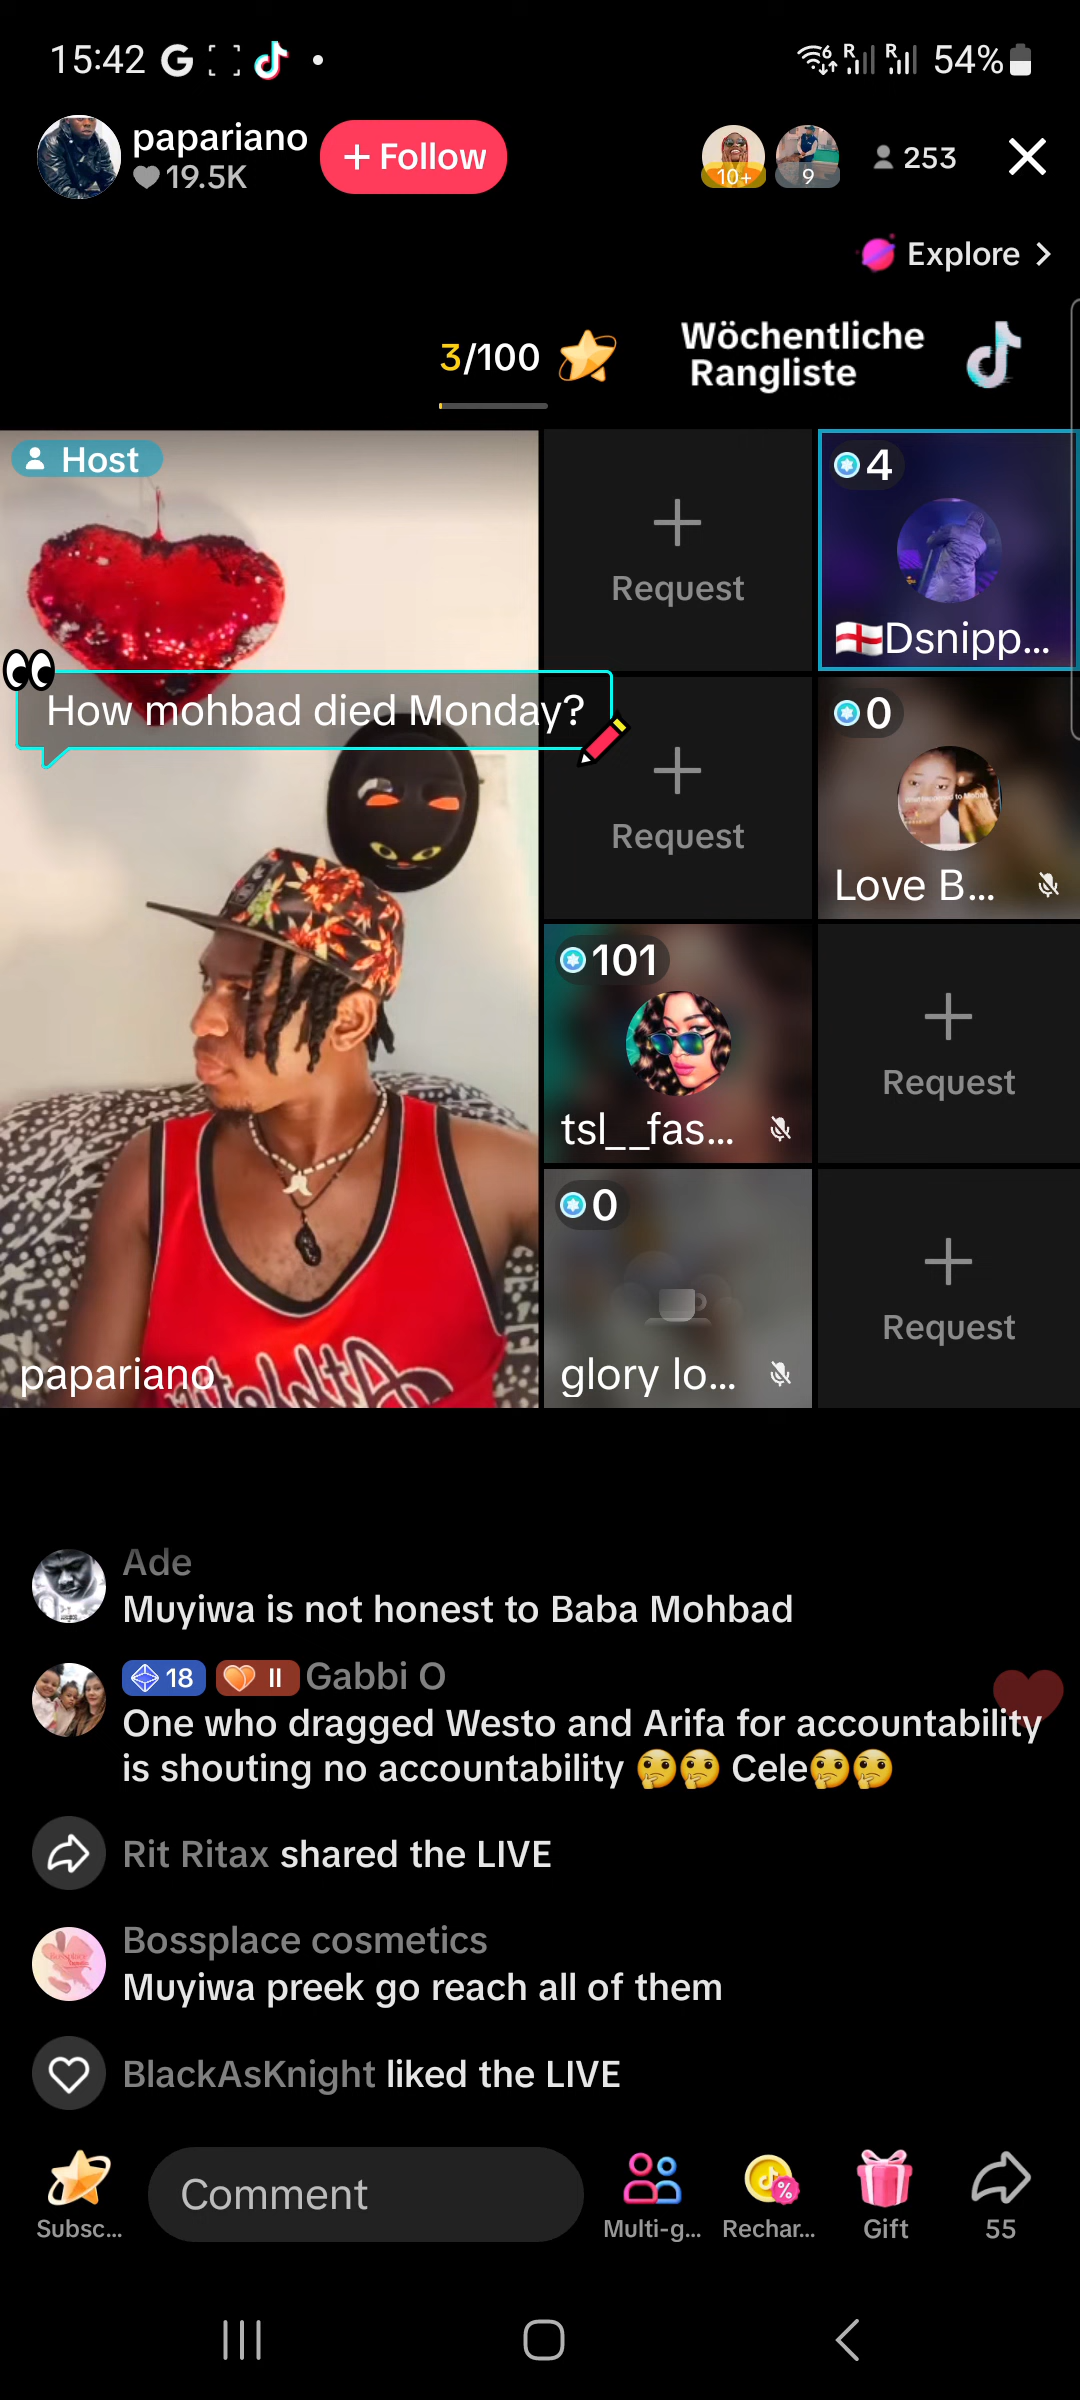 15:42
54%
papariano
19.5K
+ Follow
10+
9
253
Explore
3/100
Wöchentliche
Rangliste
Host
Request
4
Dsnipp...
How mohbad died Monday?
Request
0
Love B...
101
tsl__fas...
Request
0
glory lo...
Request
papariano
Ade
Muyiwa is not honest to Baba Mohbad
18 II Gabbi O
One who dragged Westo and Arifa for accountability
is shouting no accountability 🤔🤔 Cele🤔🤔
Rit Ritax shared the LIVE
Bossplace cosmetics
Muyiwa preek go reach all of them
BlackAsKnight liked the LIVE
Comment
Subsc...
Multi-g...
Rechar...
Gift
55